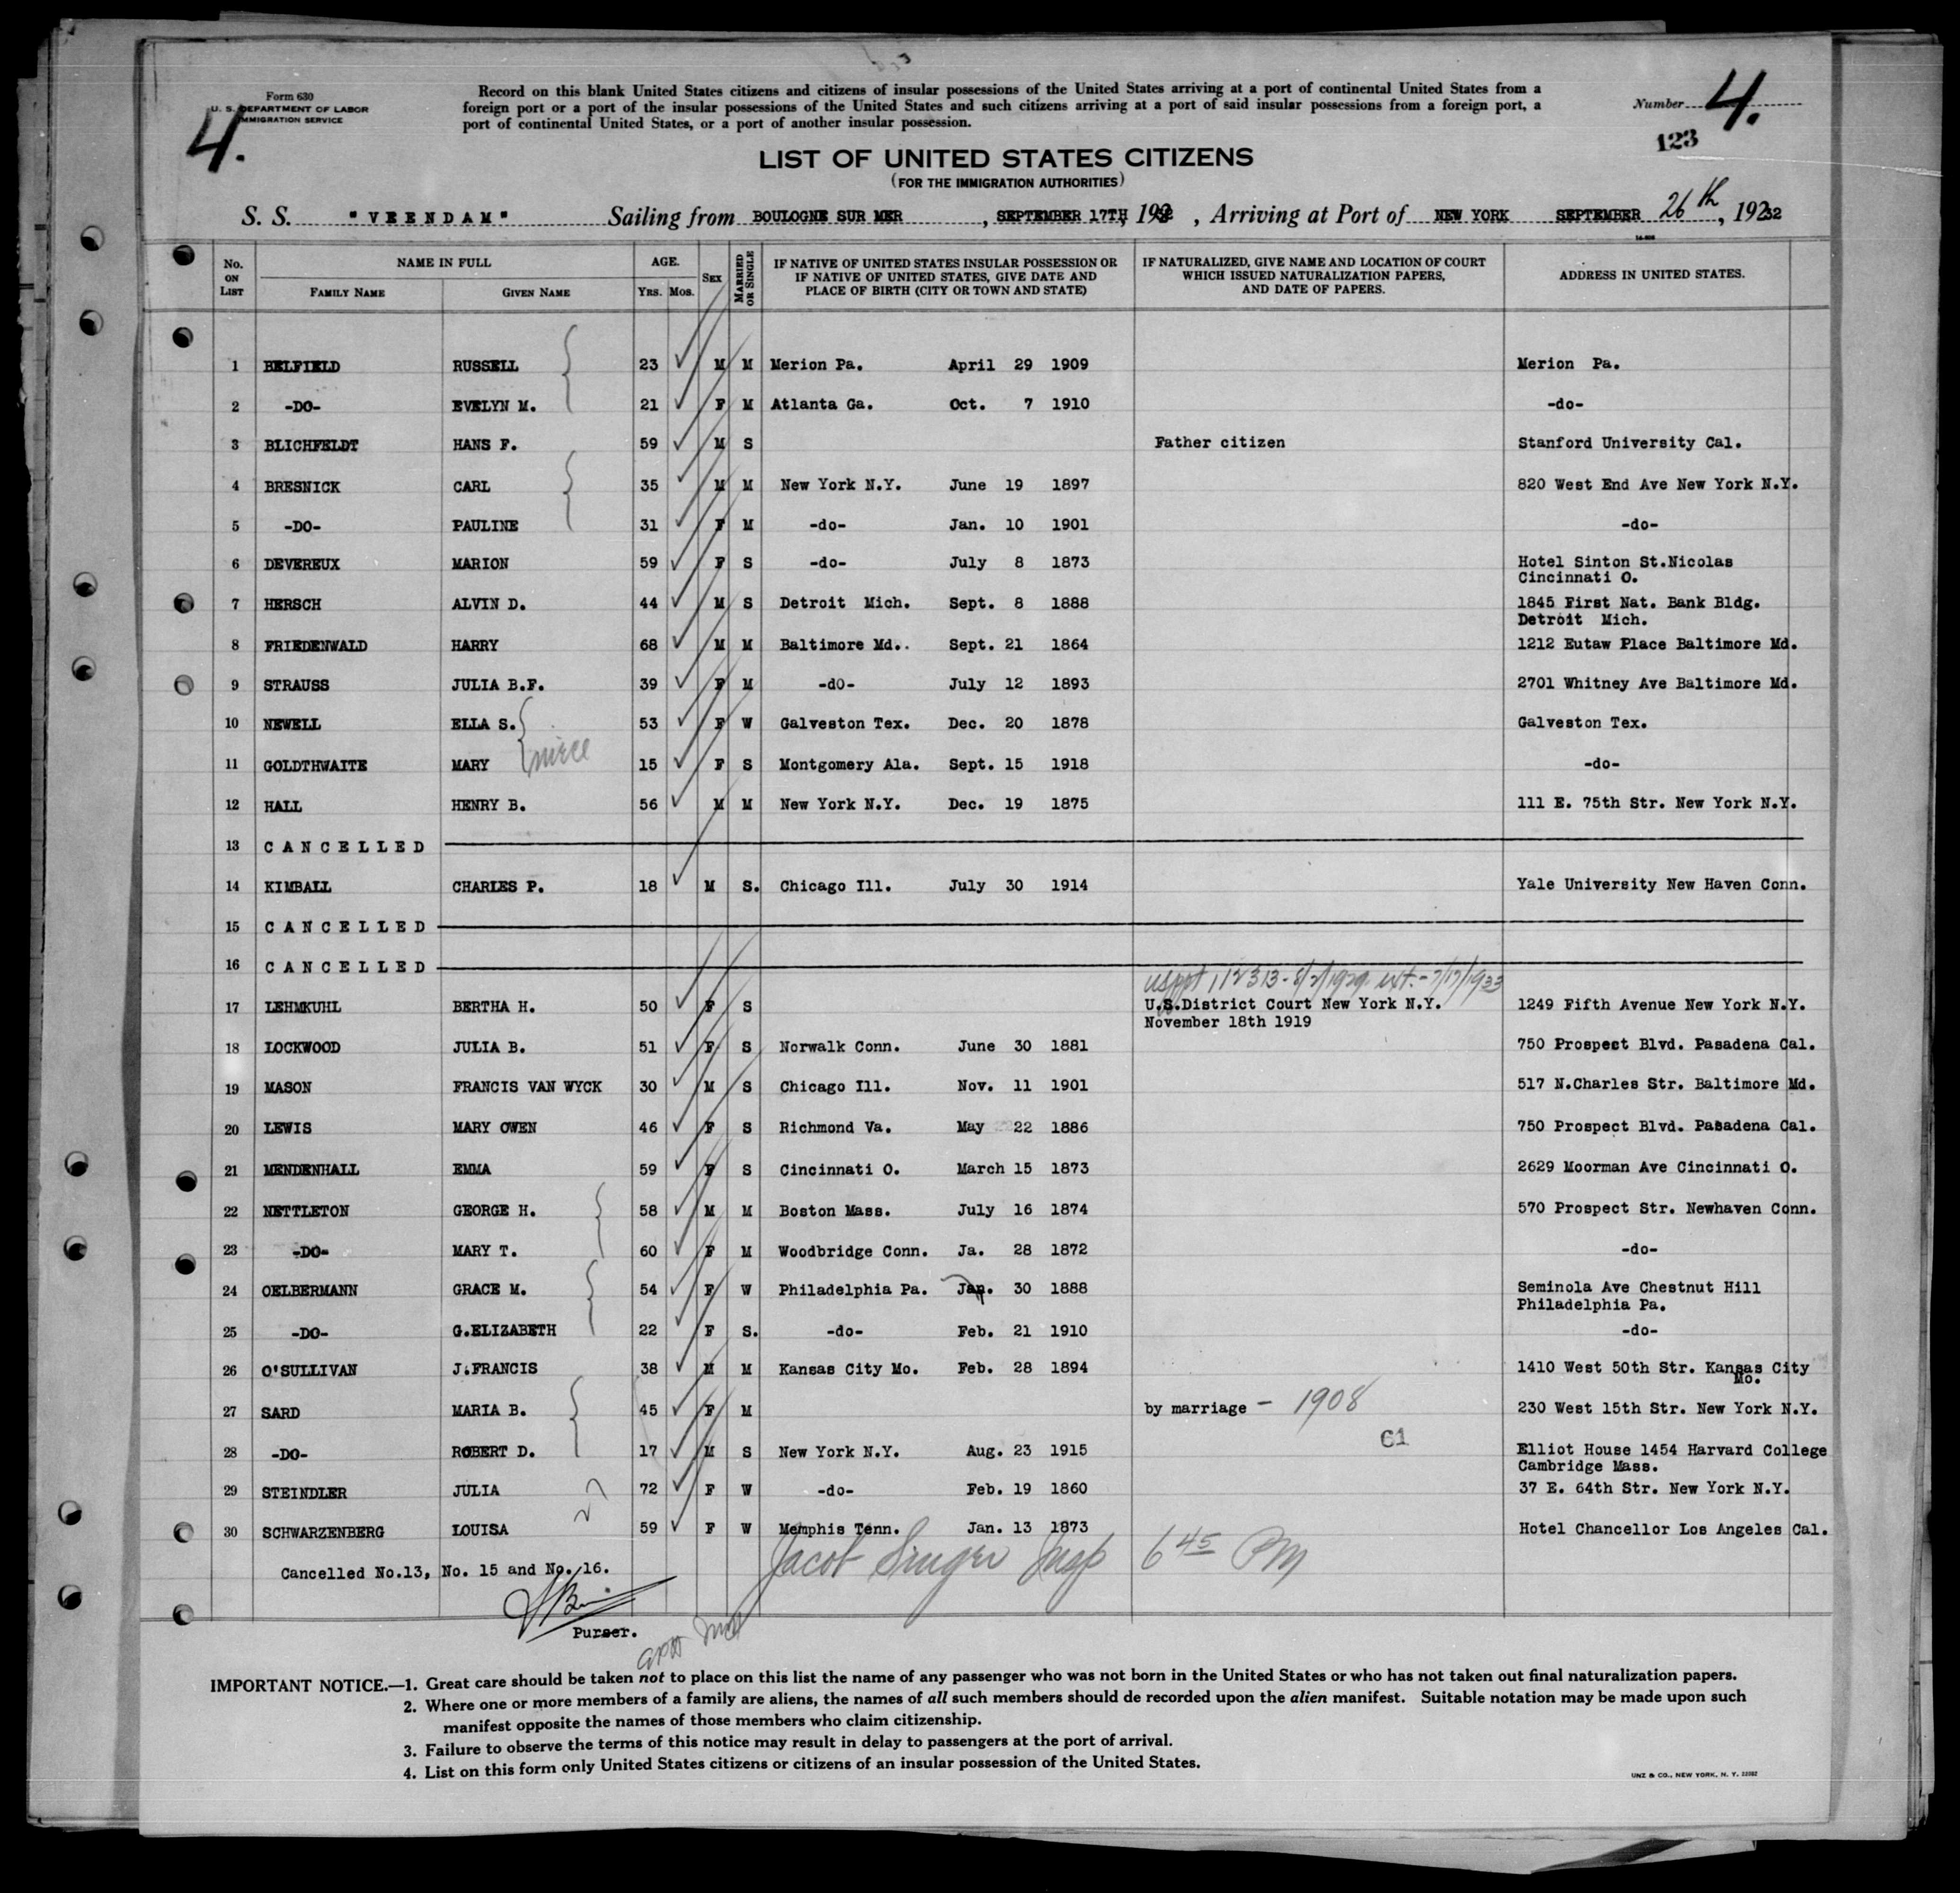 Form 630
U. S. DEPARTMENT OF LABOR
IMMIGRATION SERVICE
4.
Record on this blank United States citizens and citizens of insular possessions of the United States arriving at a port of continental United States from a
foreign port or a port of the insular possessions of the United States and such citizens arriving at a port of said insular possessions from a foreign port, a
port of continental United States, or a port of another insular possession.
Number 4.
123
LIST OF UNITED STATES CITIZENS
(FOR THE IMMIGRATION AUTHORITIES)
S. S. "VEENDAM" Sailing from BOULOGNE SUR MER, SEPTEMBER 17TH, 1932, Arriving at Port of NEW YORK SEPTEMBER 26th, 19232
No. ON LIST NAME IN FULL AGE. SEX MARRIED OR SINGLE IF NATIVE OF UNITED STATES INSULAR POSSESSION OR IF NATIVE OF UNITED STATES, GIVE DATE AND PLACE OF BIRTH (CITY OR TOWN AND STATE) IF NATURALIZED, GIVE NAME AND LOCATION OF COURT WHICH ISSUED NATURALIZATION PAPERS, AND DATE OF PAPERS. ADDRESS IN UNITED STATES.
FAMILY NAME GIVEN NAME YRS. MOS.
1 BELFIELD RUSSELL 23 M M Merion Pa. April 29 1909 Merion Pa.
2 -DO- EVELYN M. 21 F M Atlanta Ga. Oct. 7 1910 -do-
3 BLICHFELDT HANS F. 59 M S Father citizen Stanford University Cal.
4 BRESNICK CARL 35 M M New York N.Y. June 19 1897 820 West End Ave New York N.Y.
5 -DO- PAULINE 31 F M -do- Jan. 10 1901 -do-
6 DEVEREUX MARION 59 F S -do- July 8 1873 Hotel Sinton St.Nicolas
Cincinnati O.
7 HERSCH ALVIN D. 44 M S Detroit Mich. Sept. 8 1888 1845 First Nat. Bank Bldg.
Detroit Mich.
8 FRIEDENWALD HARRY 68 M M Baltimore Md.. Sept. 21 1864 1212 Eutaw Place Baltimore Md.
9 STRAUSS JULIA B.F. 39 F M -dO- July 12 1893 2701 Whitney Ave Baltimore Md.
10 NEWELL ELLA S. 53 F W Galveston Tex. Dec. 20 1878 Galveston Tex.
niece
11 GOLDTHWAITE MARY 15 F S Montgomery Ala. Sept. 15 1918 -do-
12 HALL HENRY B. 56 M M New York N.Y. Dec. 19 1875 111 E. 75th Str. New York N.Y.
13 CANCELLED
14 KIMBALL CHARLES P. 18 M S. Chicago Ill. July 30 1914 Yale University New Haven Conn.
15 CANCELLED
16 CANCELLED
usppt 112313-8/2/1929. ext.-7/17/1933
17 LEHMKUHL BERTHA H. 50 F S U.S.District Court New York N.Y. 1249 Fifth Avenue New York N.Y.
November 18th 1919
18 LOCKWOOD JULIA B. 51 F S Norwalk Conn. June 30 1881 750 Prospect Blvd. Pasadena Cal.
19 MASON FRANCIS VAN WYCK 30 M S Chicago Ill. Nov. 11 1901 517 N.Charles Str. Baltimore Md.
20 LEWIS MARY OWEN 46 F S Richmond Va. May 22 1886 750 Prospect Blvd. Pasadena Cal.
21 MENDENHALL EMMA 59 F S Cincinnati O. March 15 1873 2629 Moorman Ave Cincinnati O.
22 NETTLETON GEORGE H. 58 M M Boston Mass. July 16 1874 570 Prospect Str. Newhaven Conn.
23 -DO- MARY T. 60 F M Woodbridge Conn. Ja. 28 1872 -do-
24 OELBERMANN GRACE M. 54 F W Philadelphia Pa. Jan. 30 1888 Seminola Ave Chestnut Hill
Philadelphia Pa.
25 -DO- G.ELIZABETH 22 F S. -do- Feb. 21 1910 -do-
26 O'SULLIVAN J.FRANCIS 38 M M Kansas City Mo. Feb. 28 1894 1410 West 50th Str. Kansas City
Mo.
27 SARD MARIA B. 45 F M by marriage - 1908 230 West 15th Str. New York N.Y.
61
28 -DO- ROBERT D. 17 M S New York N.Y. Aug. 23 1915 Elliot House 1454 Harvard College
Cambridge Mass.
29 STEINDLER JULIA 72 F W -do- Feb. 19 1860 37 E. 64th Str. New York N.Y.
27
30 SCHWARZENBERG LOUISA 59 F W Memphis Tenn. Jan. 13 1873 Hotel Chancellor Los Angeles Cal.
Jacob Singer Insp 6 45 PM
Cancelled No.13, No. 15 and No. 16.
Purser.
IMPORTANT NOTICE.—1. Great care should be taken not to place on this list the name of any passenger who was not born in the United States or who has not taken out final naturalization papers.
2. Where one or more members of a family are aliens, the names of all such members should de recorded upon the alien manifest. Suitable notation may be made upon such
manifest opposite the names of those members who claim citizenship.
3. Failure to observe the terms of this notice may result in delay to passengers at the port of arrival.
4. List on this form only United States citizens or citizens of an insular possession of the United States.
UNZ & CO., NEW YORK, N. Y.